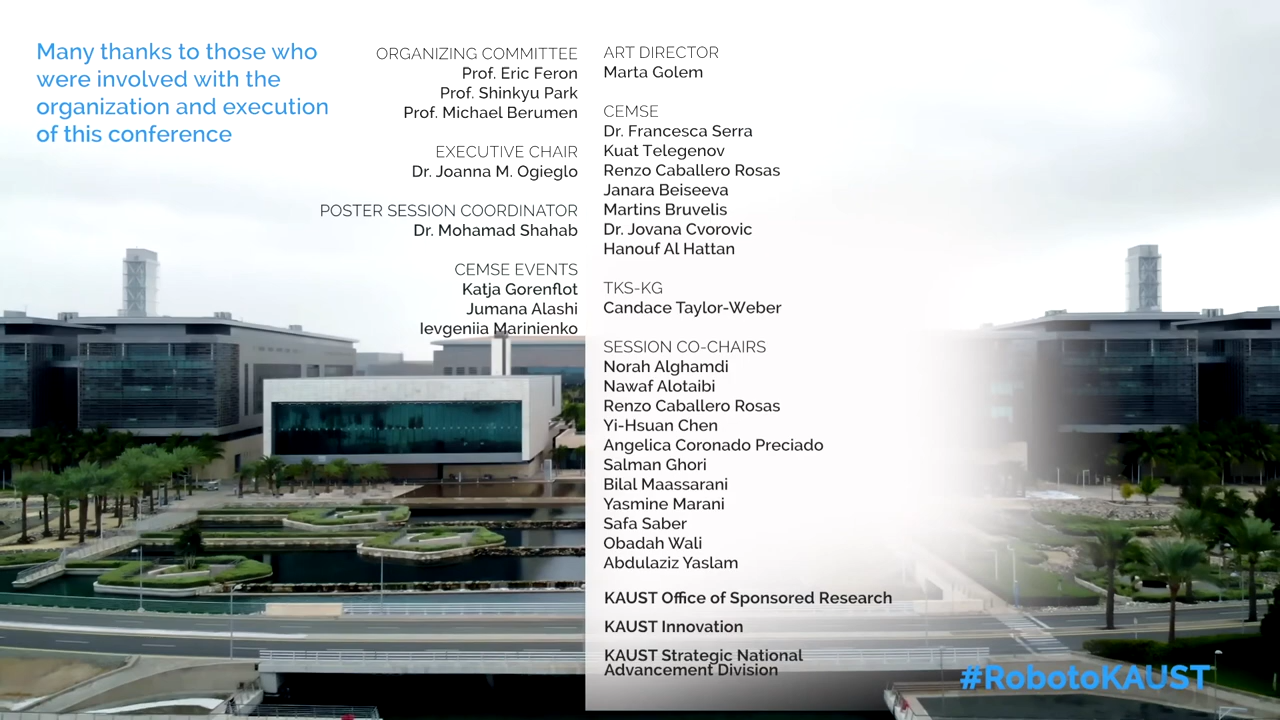 Many thanks to those who
were involved with the
organization and execution
of this conference
ORGANIZING COMMITTEE
Prof. Eric Feron
Prof. Shinkyu Park
Prof. Michael Berumen
EXECUTIVE CHAIR
Dr. Joanna M. Ogieglo
POSTER SESSION COORDINATOR
Dr. Mohamad Shahab
CEMSE EVENTS
Katja Gorenflot
Jumana Alashi
Ievgeniia Marinienko
ART DIRECTOR
Marta Golem
CEMSE
Dr. Francesca Serra
Kuat Telegenov
Renzo Caballero Rosas
Janara Beiseeva
Martins Bruvelis
Dr. Jovana Cvorovic
Hanouf Al Hattan
TKS-KG
Candace Taylor-Weber
SESSION CO-CHAIRS
Norah Alghamdi
Nawaf Alotaibi
Renzo Caballero Rosas
Yi-Hsuan Chen
Angelica Coronado Preciado
Salman Ghori
Bilal Maassarani
Yasmine Marani
Safa Saber
Obadah Wali
Abdulaziz Yaslam
KAUST Office of Sponsored Research
KAUST Innovation
KAUST Strategic National
Advancement Division
#RobotoKAUST